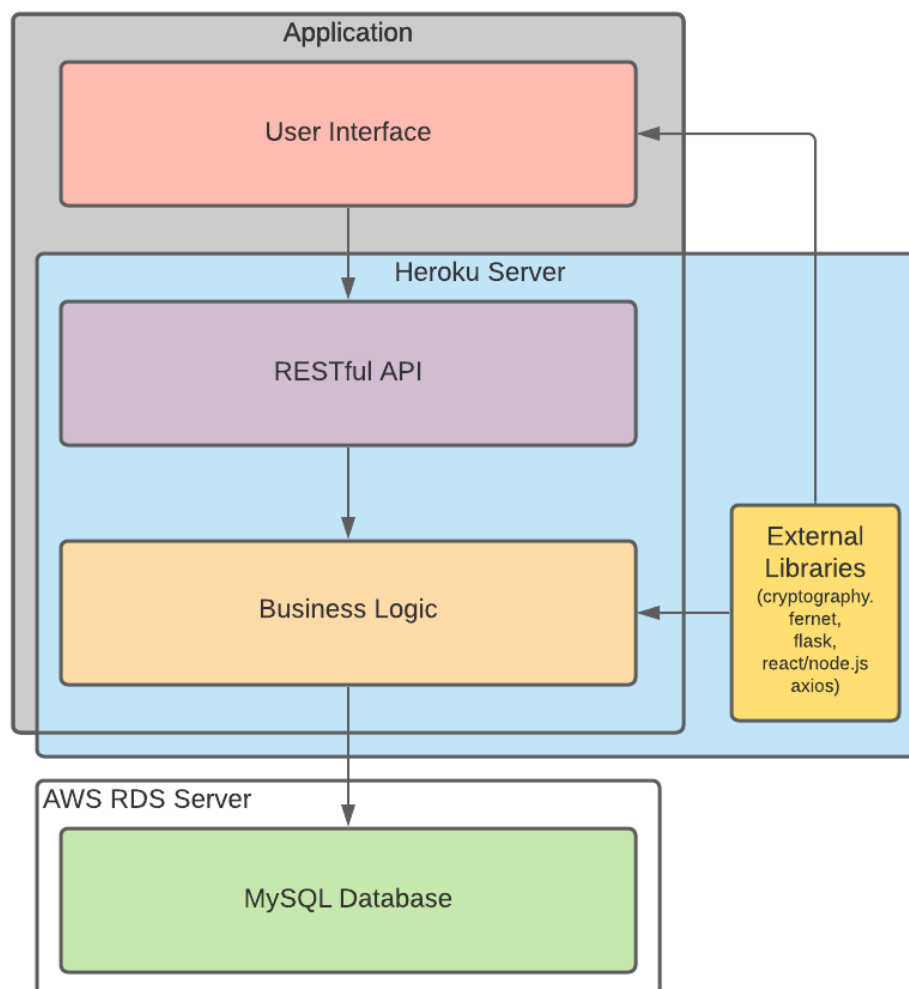 Application
User Interface
Heroku Server
RESTful API
Business Logic
External
Libraries
(cryptography.
fernet,
flask,
react/node.js
axios)
AWS RDS Server
MySQL Database